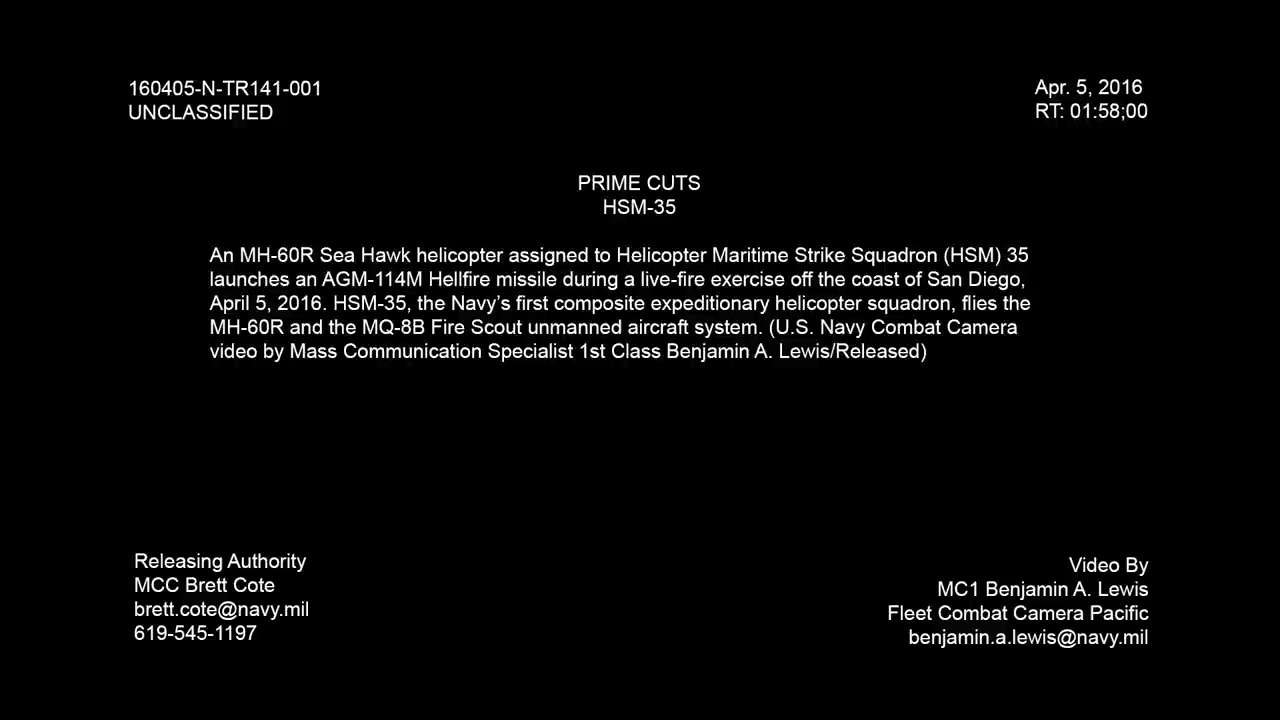 160405-N-TR141-001
UNCLASSIFIED
Apr. 5, 2016
RT: 01:58;00
PRIME CUTS
HSM-35
An MH-60R Sea Hawk helicopter assigned to Helicopter Maritime Strike Squadron (HSM) 35
launches an AGM-114M Hellfire missile during a live-fire exercise off the coast of San Diego,
April 5, 2016. HSM-35, the Navy’s first composite expeditionary helicopter squadron, flies the
MH-60R and the MQ-8B Fire Scout unmanned aircraft system. (U.S. Navy Combat Camera
video by Mass Communication Specialist 1st Class Benjamin A. Lewis/Released)
Releasing Authority
MCC Brett Cote
brett.cote@navy.mil
619-545-1197
Video By
MC1 Benjamin A. Lewis
Fleet Combat Camera Pacific
benjamin.a.lewis@navy.mil